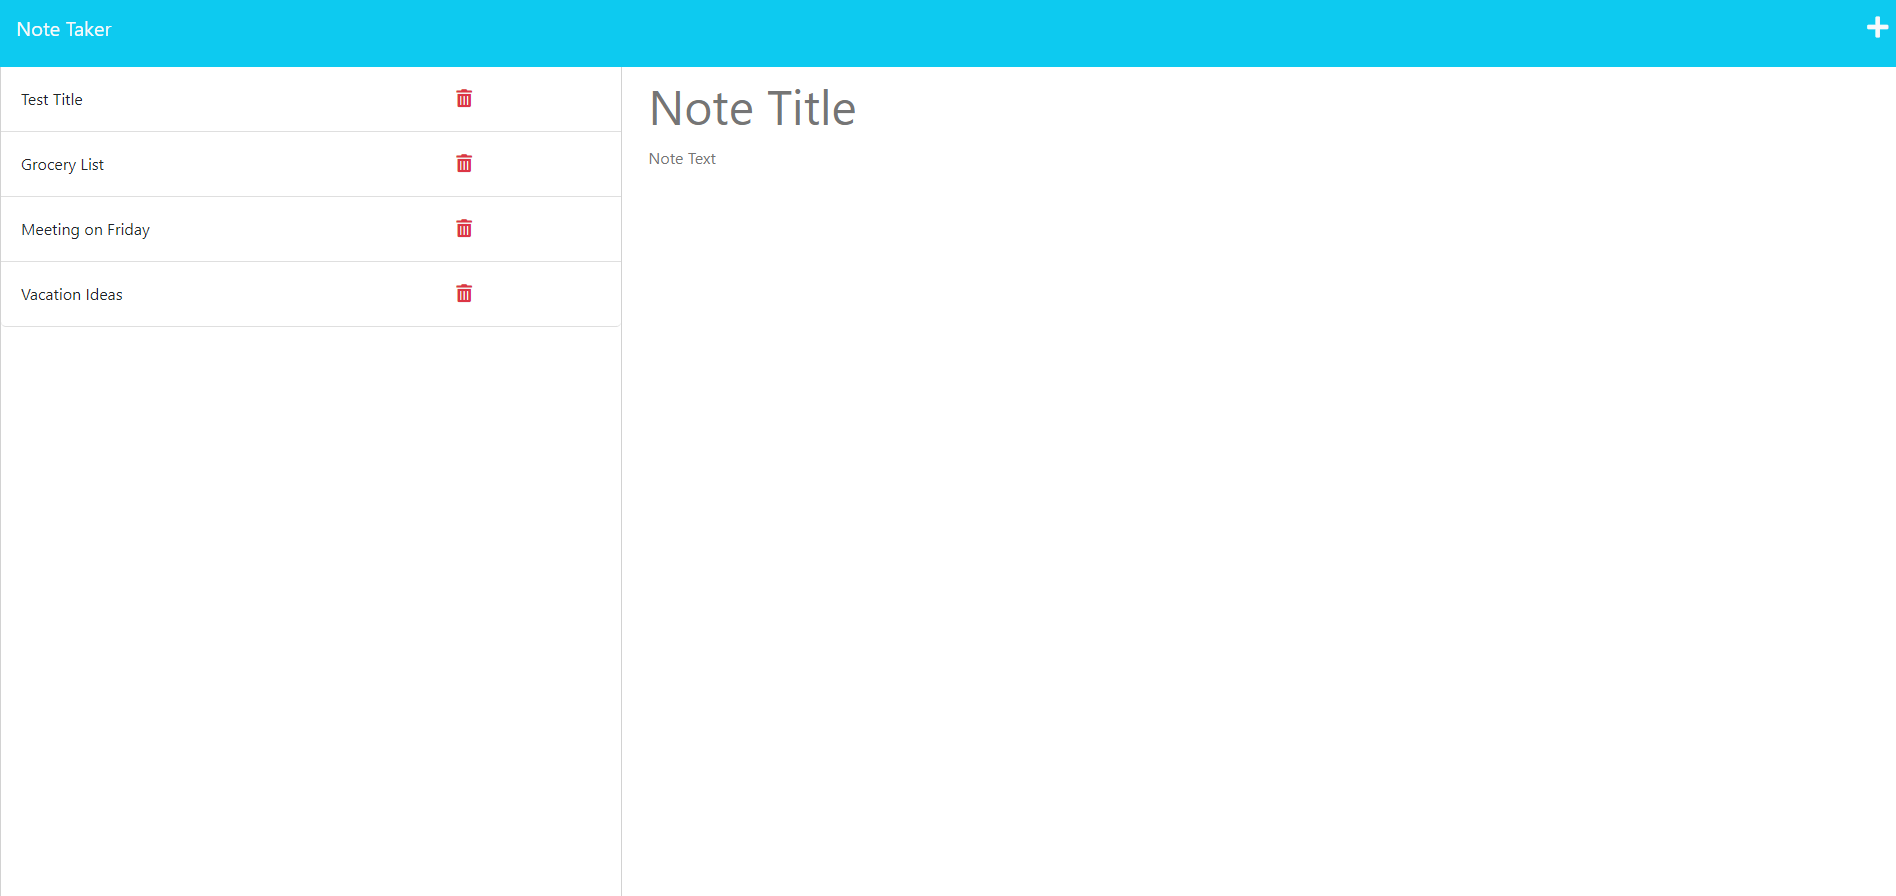 Note Taker
Test Title
Grocery List
Meeting on Friday
Vacation Ideas
Note Title
Note Text